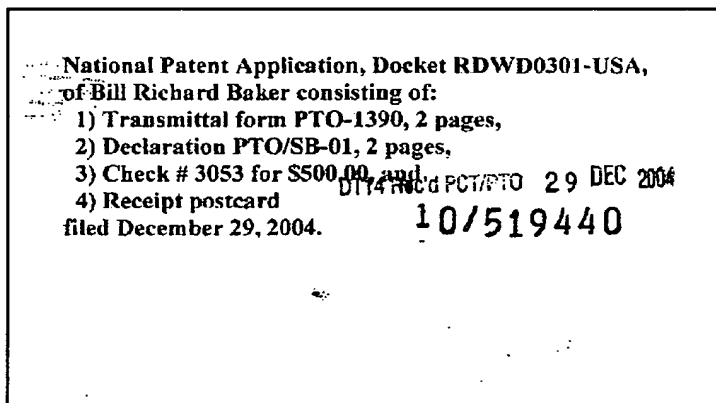 National Patent Application, Docket RDWD0301-USA,
of Bill Richard Baker consisting of:
1) Transmittal form PTO-1390, 2 pages,
2) Declaration PTO/SB-01, 2 pages,
3) Check # 3053 for $500.00, and
DT14 Rec'd PCT/PTO 29 DEC 2004
4) Receipt postcard
10/519440
filed December 29, 2004.